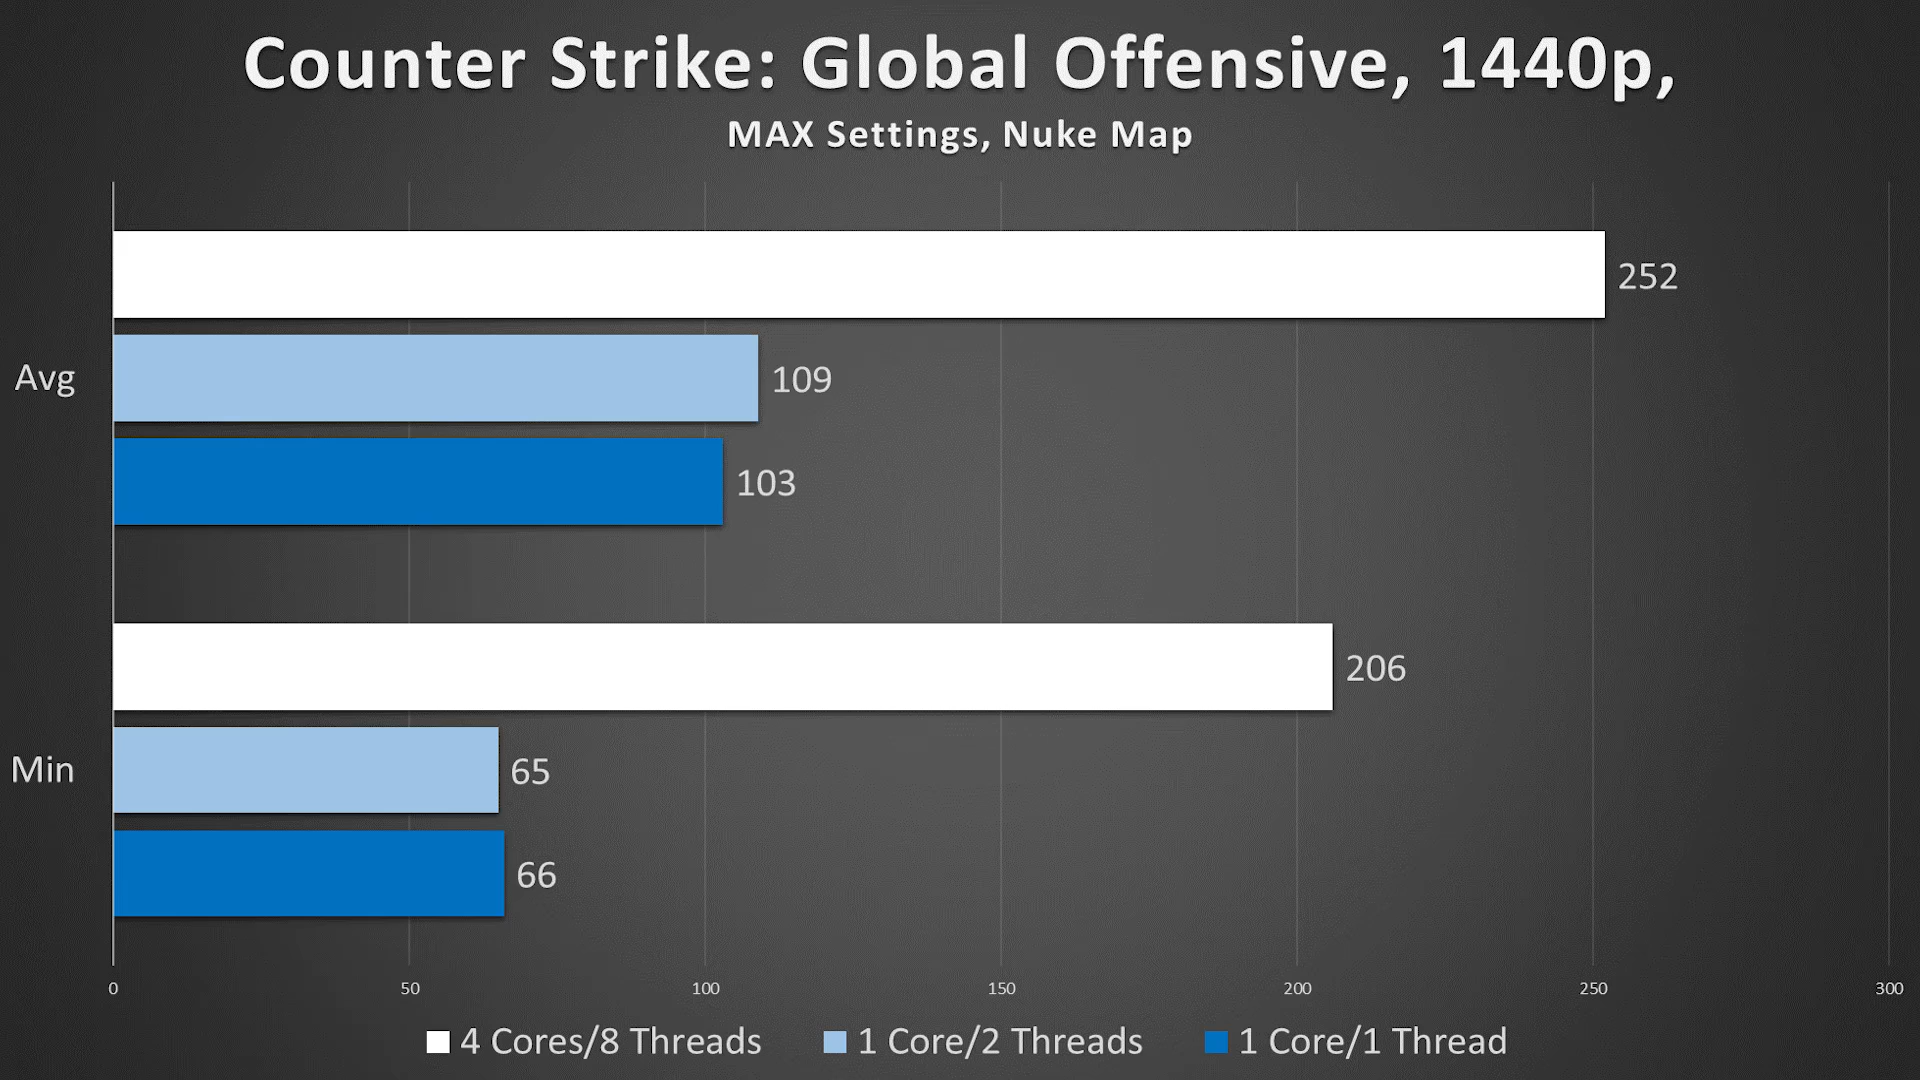 Counter Strike: Global Offensive, 1440p,
MAX Settings, Nuke Map
252
Avg
109
103
206
Min
65
66
0 50 100 150 200 250 300
4 Cores/8 Threads 1 Core/2 Threads 1 Core/1 Thread